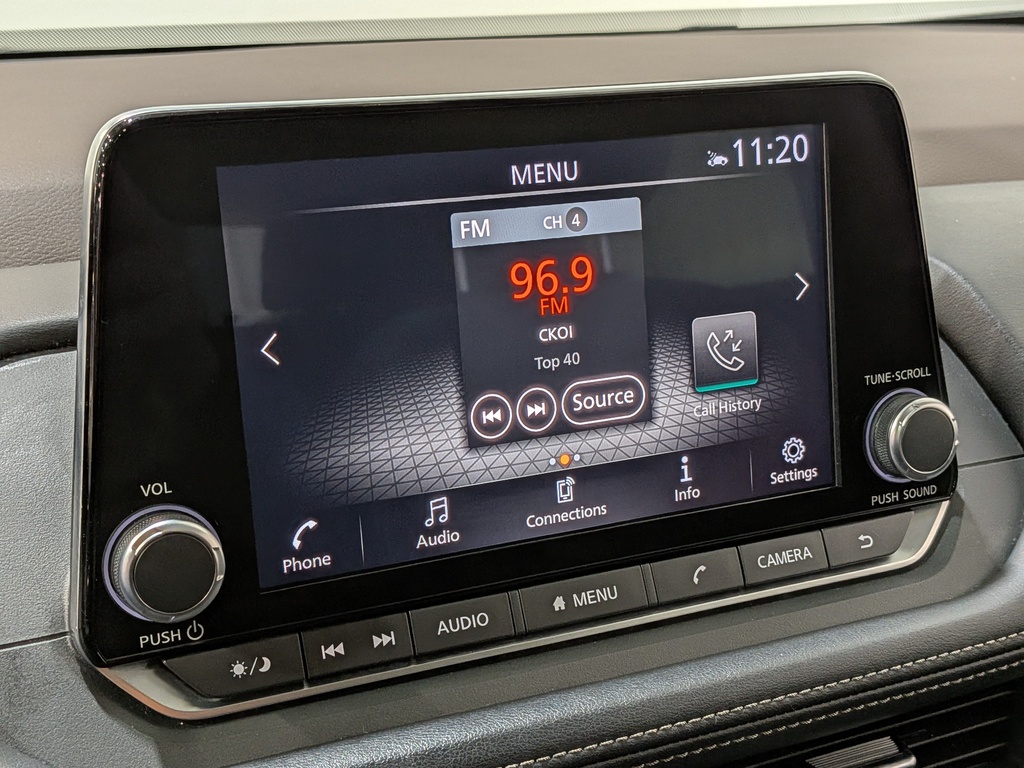 MENU
11:20
FM
CH 4
96.9
FM
CKOI
Top 40
Source
Call History
Phone
Audio
Connections
Info
Settings
VOL
PUSH
TUNE·SCROLL
PUSH SOUND
AUDIO
MENU
CAMERA